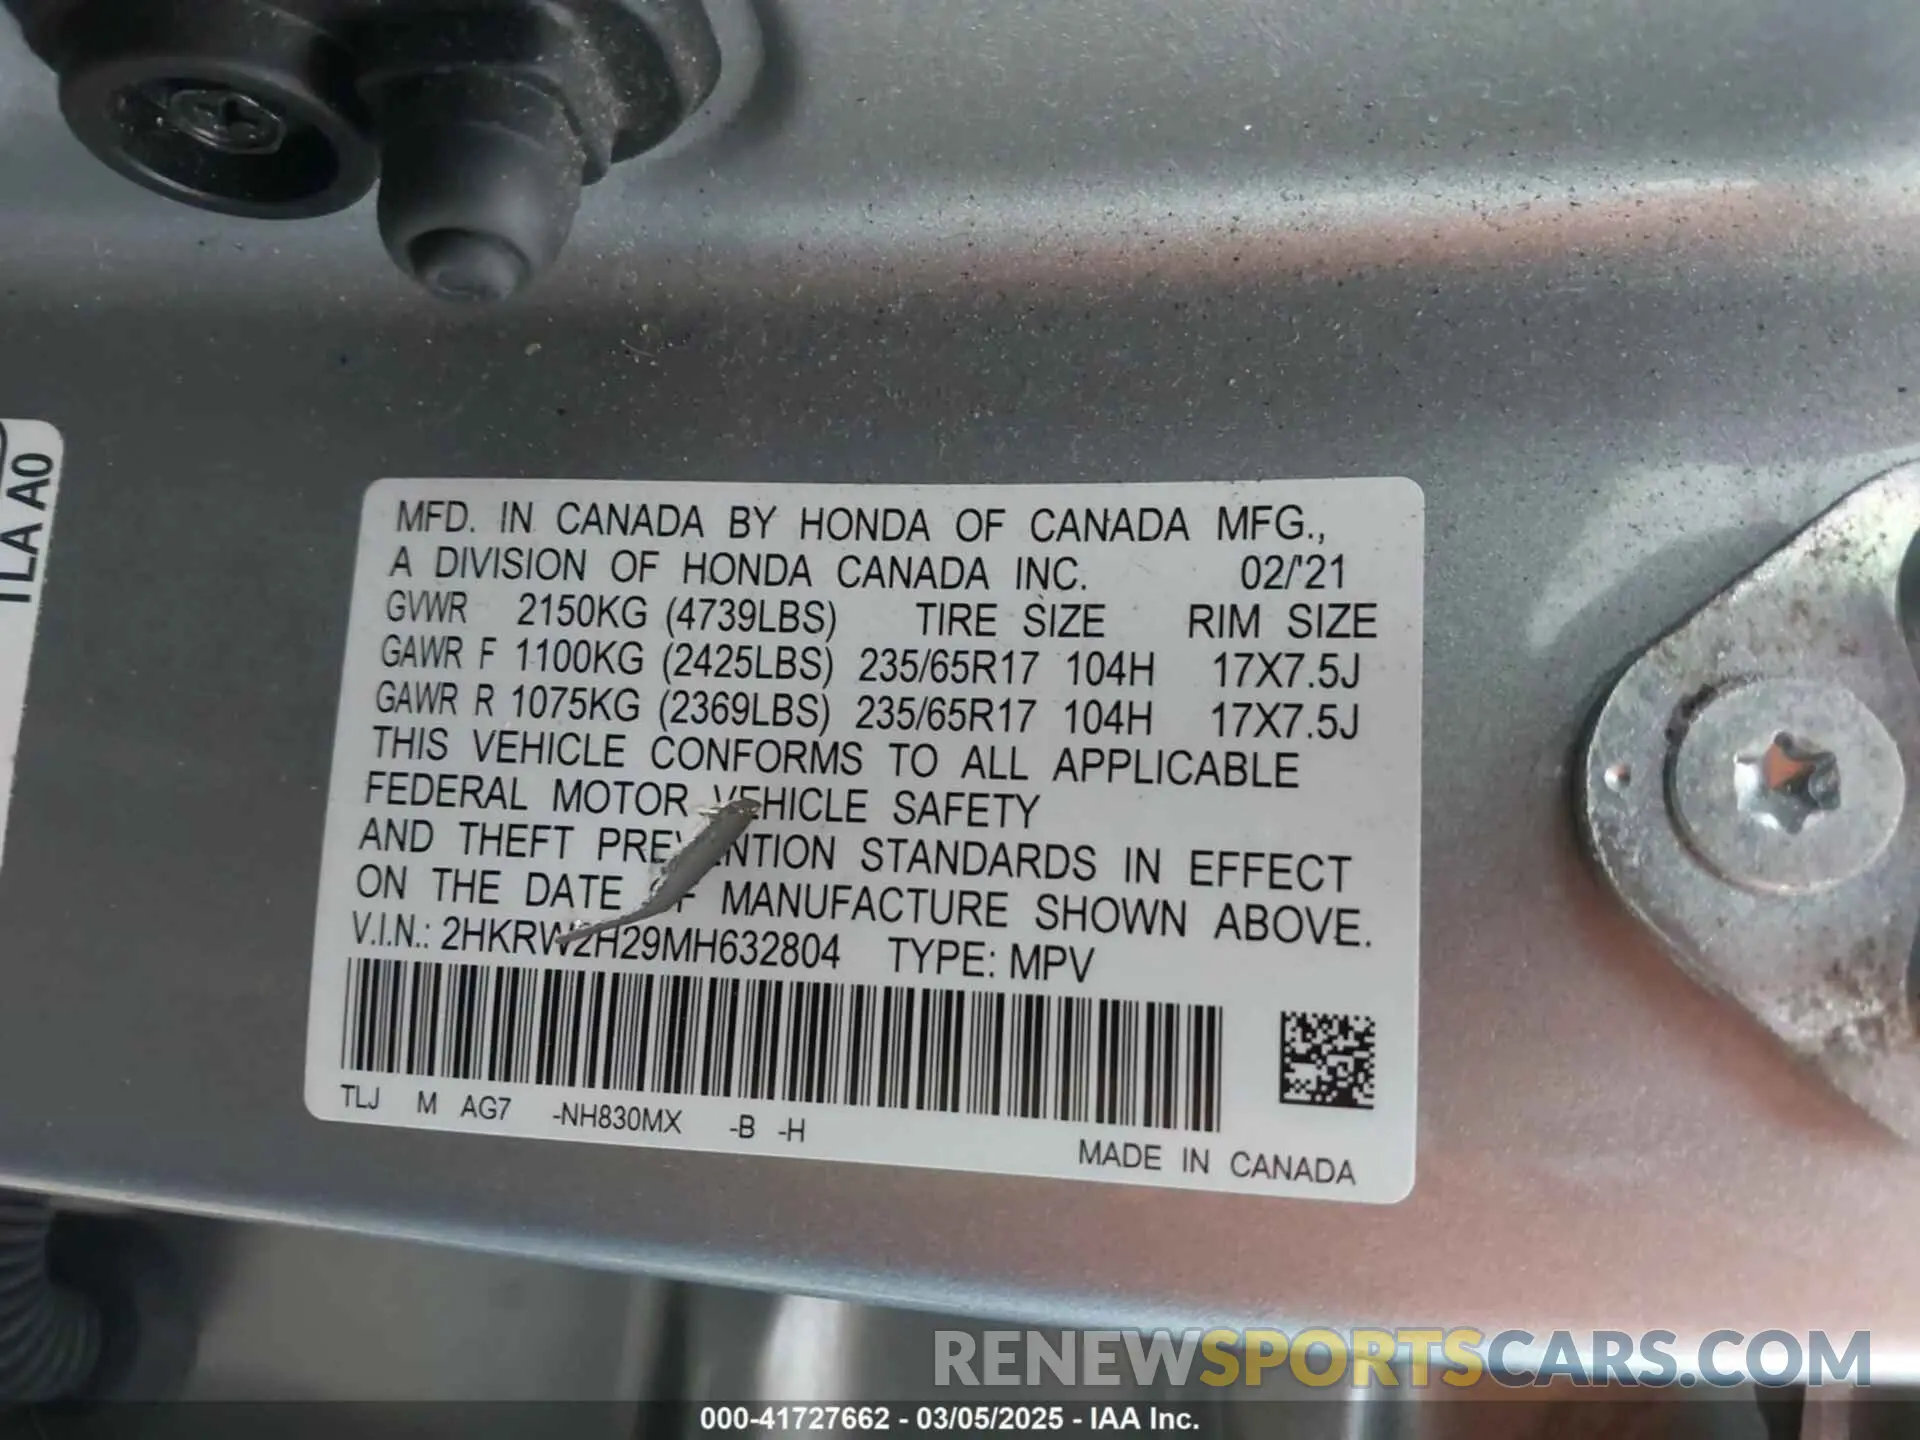 TLA A0
MFD. IN CANADA BY HONDA OF CANADA MFG.,
A DIVISION OF HONDA CANADA INC. 02/'21
GVWR 2150KG (4739LBS) TIRE SIZE RIM SIZE
GAWR F 1100KG (2425LBS) 235/65R17 104H 17X7.5J
GAWR R 1075KG (2369LBS) 235/65R17 104H 17X7.5J
THIS VEHICLE CONFORMS TO ALL APPLICABLE
FEDERAL MOTOR VEHICLE SAFETY
AND THEFT PREVENTION STANDARDS IN EFFECT
ON THE DATE OF MANUFACTURE SHOWN ABOVE.
V.I.N.: 2HKRW2H29MH632804 TYPE: MPV
TLJ M AG7 -NH830MX -B -H
MADE IN CANADA
RENEWSPORTSCARS.COM
000-41727662 - 03/05/2025 - IAA Inc.